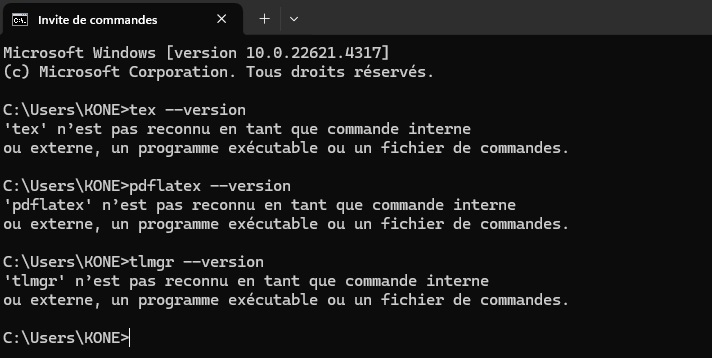 Invite de commandes
Microsoft Windows [version 10.0.22621.4317]
(c) Microsoft Corporation. Tous droits réservés.
C:\Users\KONE>tex --version
'tex' n’est pas reconnu en tant que commande interne
ou externe, un programme exécutable ou un fichier de commandes.
C:\Users\KONE>pdflatex --version
'pdflatex' n’est pas reconnu en tant que commande interne
ou externe, un programme exécutable ou un fichier de commandes.
C:\Users\KONE>tlmgr --version
'tlmgr' n’est pas reconnu en tant que commande interne
ou externe, un programme exécutable ou un fichier de commandes.
C:\Users\KONE>